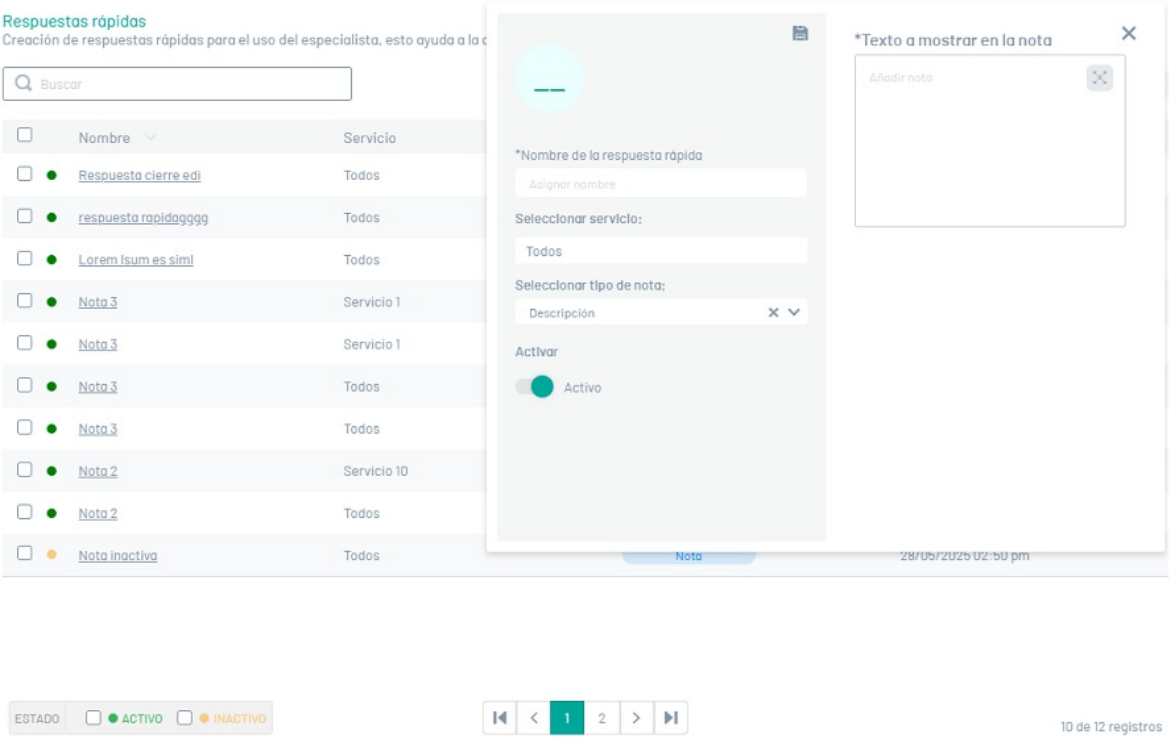 Respuestas rápidas
Creación de respuestas rápidas para el uso del especialista, esto ayuda a la
Buscar
Nombre Servicio
Respuesta cierre edi Todos
respuesta rapidagggg Todos
Lorem Isum es siml Todos
Nota 3 Servicio 1
Nota 3 Servicio 1
Nota 3 Todos
Nota 3 Todos
Nota 2 Servicio 10
Nota 2 Todos
Nota inactiva Todos Nota 28/05/2025 02:50 pm
*Nombre de la respuesta rápida
Asignar nombre
Seleccionar servicio:
Todos
Seleccionar tipo de nota:
Descripción
Activar
Activo
*Texto a mostrar en la nota
Añadir nota
ESTADO ACTIVO INACTIVO
1 2
10 de 12 registros